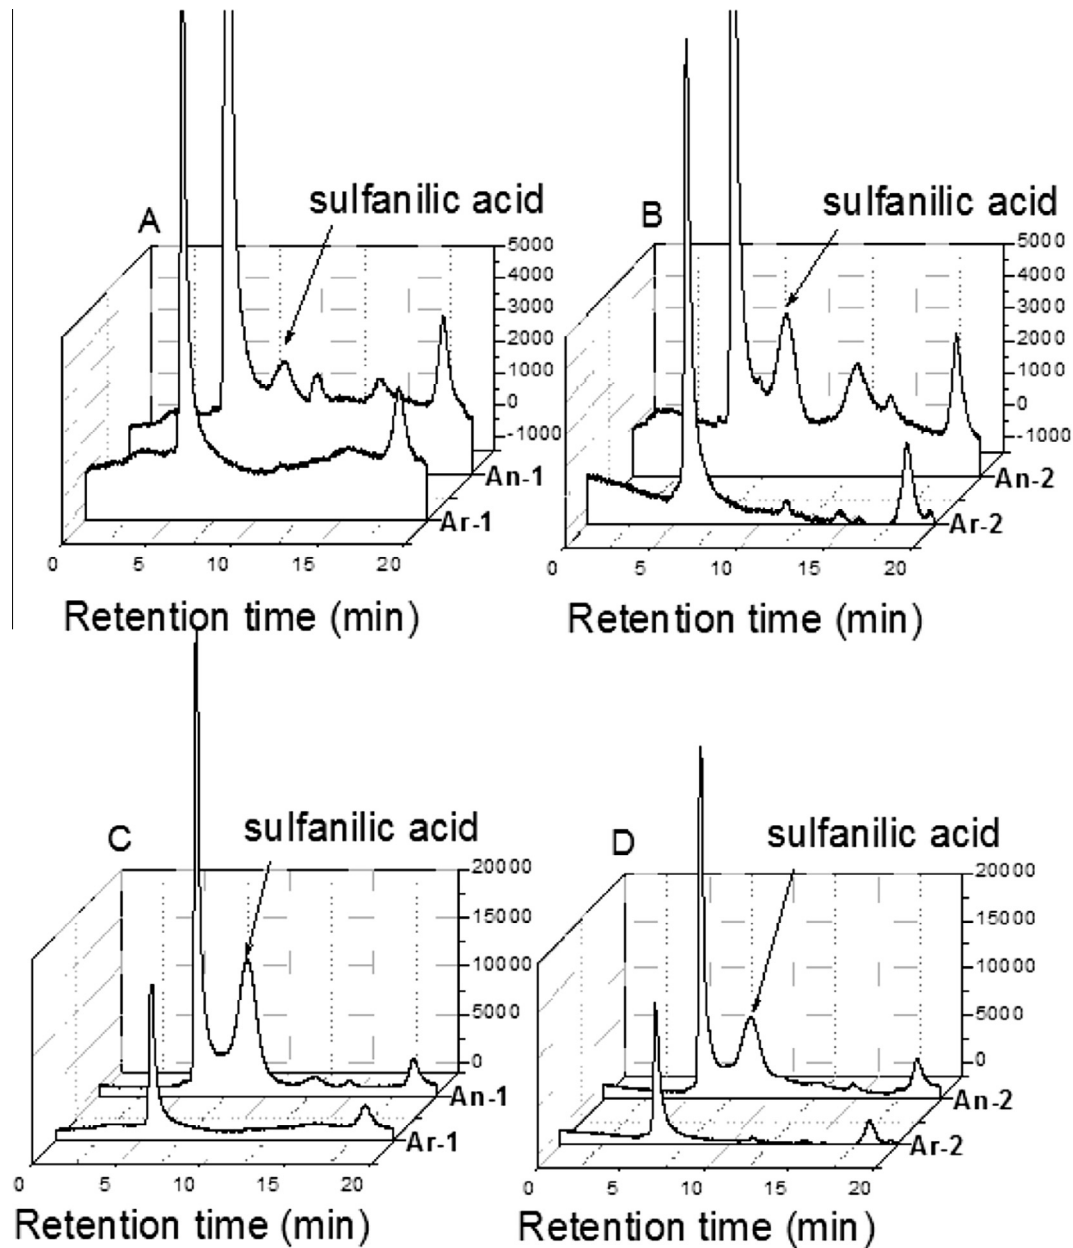 sulfanilic acid
A
5000
4000
3000
2000
1000
0
-1000
An-1
Ar-1
0 5 10 15 20
Retention time (min)
sulfanilic acid
B
5000
4000
3000
2000
1000
0
-1000
An-2
Ar-2
0 5 10 15 20
Retention time (min)
sulfanilic acid
C
20000
15000
10000
5000
0
An-1
Ar-1
0 5 10 15 20
Retention time (min)
sulfanilic acid
D
20000
15000
10000
5000
0
An-2
Ar-2
0 5 10 15 20
Retention time (min)